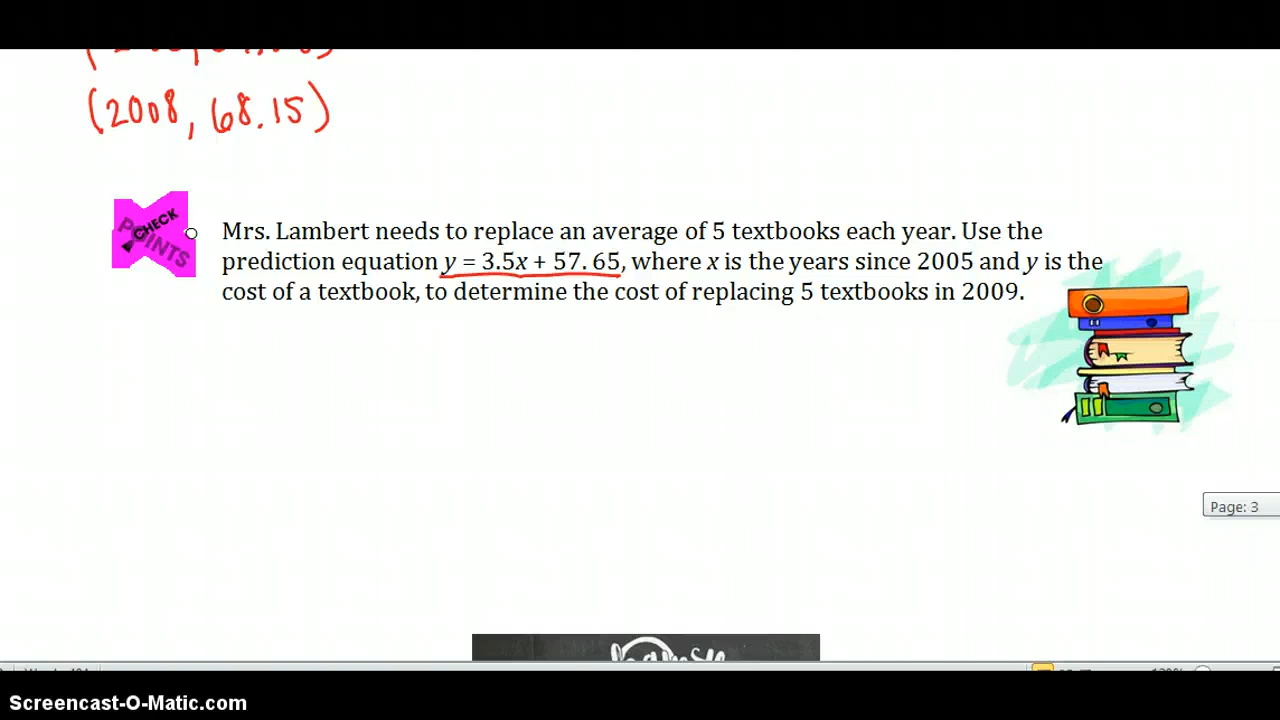 (2008, 68.15)
CHECK
POINTS
Mrs. Lambert needs to replace an average of 5 textbooks each year. Use the
prediction equation y = 3.5x + 57. 65, where x is the years since 2005 and y is the
cost of a textbook, to determine the cost of replacing 5 textbooks in 2009.
Page: 3
Screencast-O-Matic.com